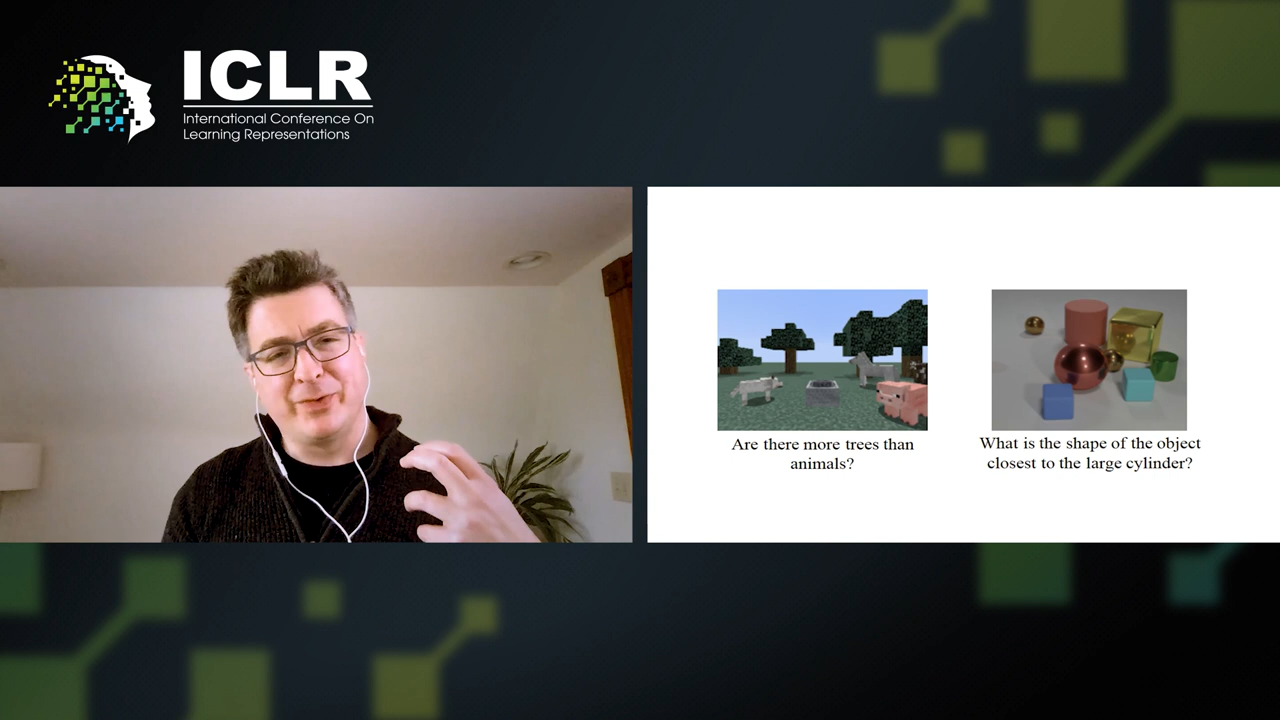 ICLR
International Conference On
Learning Representations
Are there more trees than
animals?
What is the shape of the object
closest to the large cylinder?